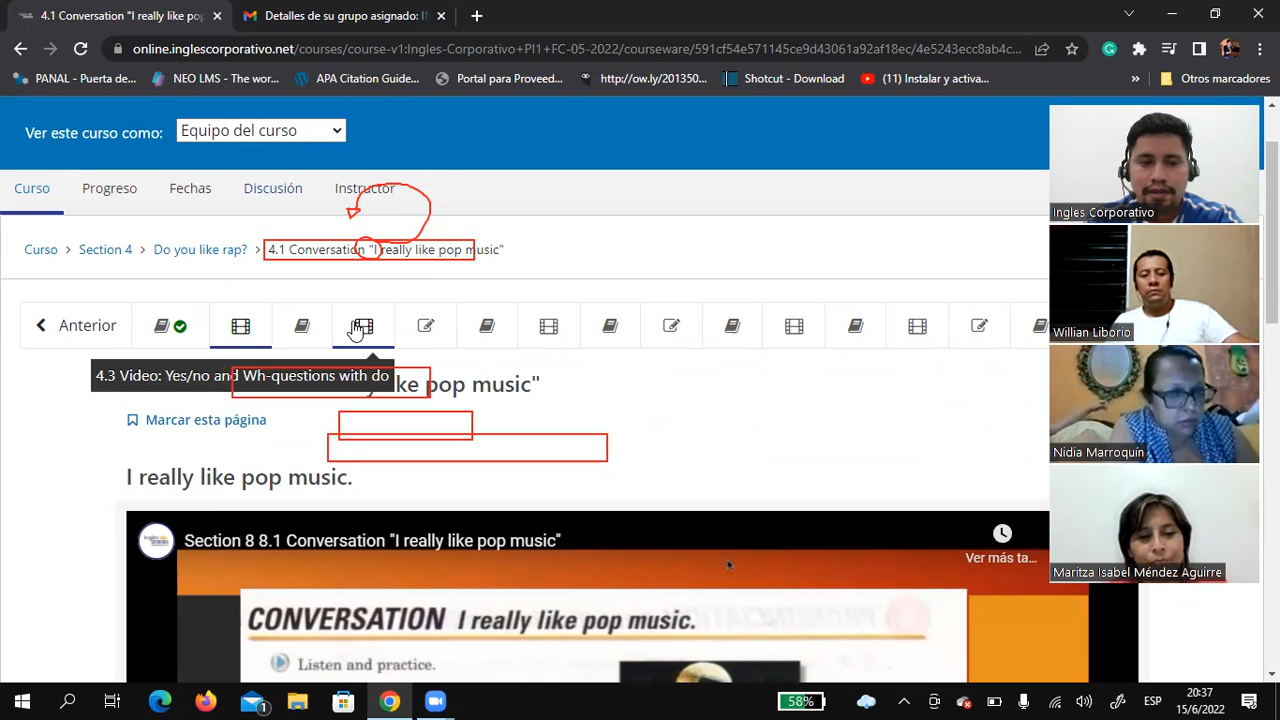 4.1 Conversation "I really like pop
Detalles de su grupo asignado: I
online.inglescorporativo.net/courses/course-v1:Ingles-Corporativo+PI1+FC-05-2022/courseware/591cf54e571145ce9d43061a92af18ec/4e5243ecc8ab4c...
PANAL - Puerta de...
NEO LMS - The wor...
APA Citation Guide...
Portal para Proveed...
http://ow.ly/201350...
Shotcut - Download
(11) Instalar y activa...
»
Otros marcadores
Ver este curso como:
Equipo del curso
Curso
Progreso
Fechas
Discusión
Instructor
Curso > Section 4 > Do you like rap? > 4.1 Conversation "I really like pop music"
Anterior
4.3 Video: Yes/no and Wh-questions with do
like pop music"
Marcar esta página
I really like pop music.
Section 8 8.1 Conversation "I really like pop music"
Ver más ta...
CONVERSATION I really like pop music.
Listen and practice.
Ingles Corporativo
Willian Liborio
Nidia Marroquín
Maritza Isabel Méndez Aguirre
1
58%
ESP
20:37
15/6/2022